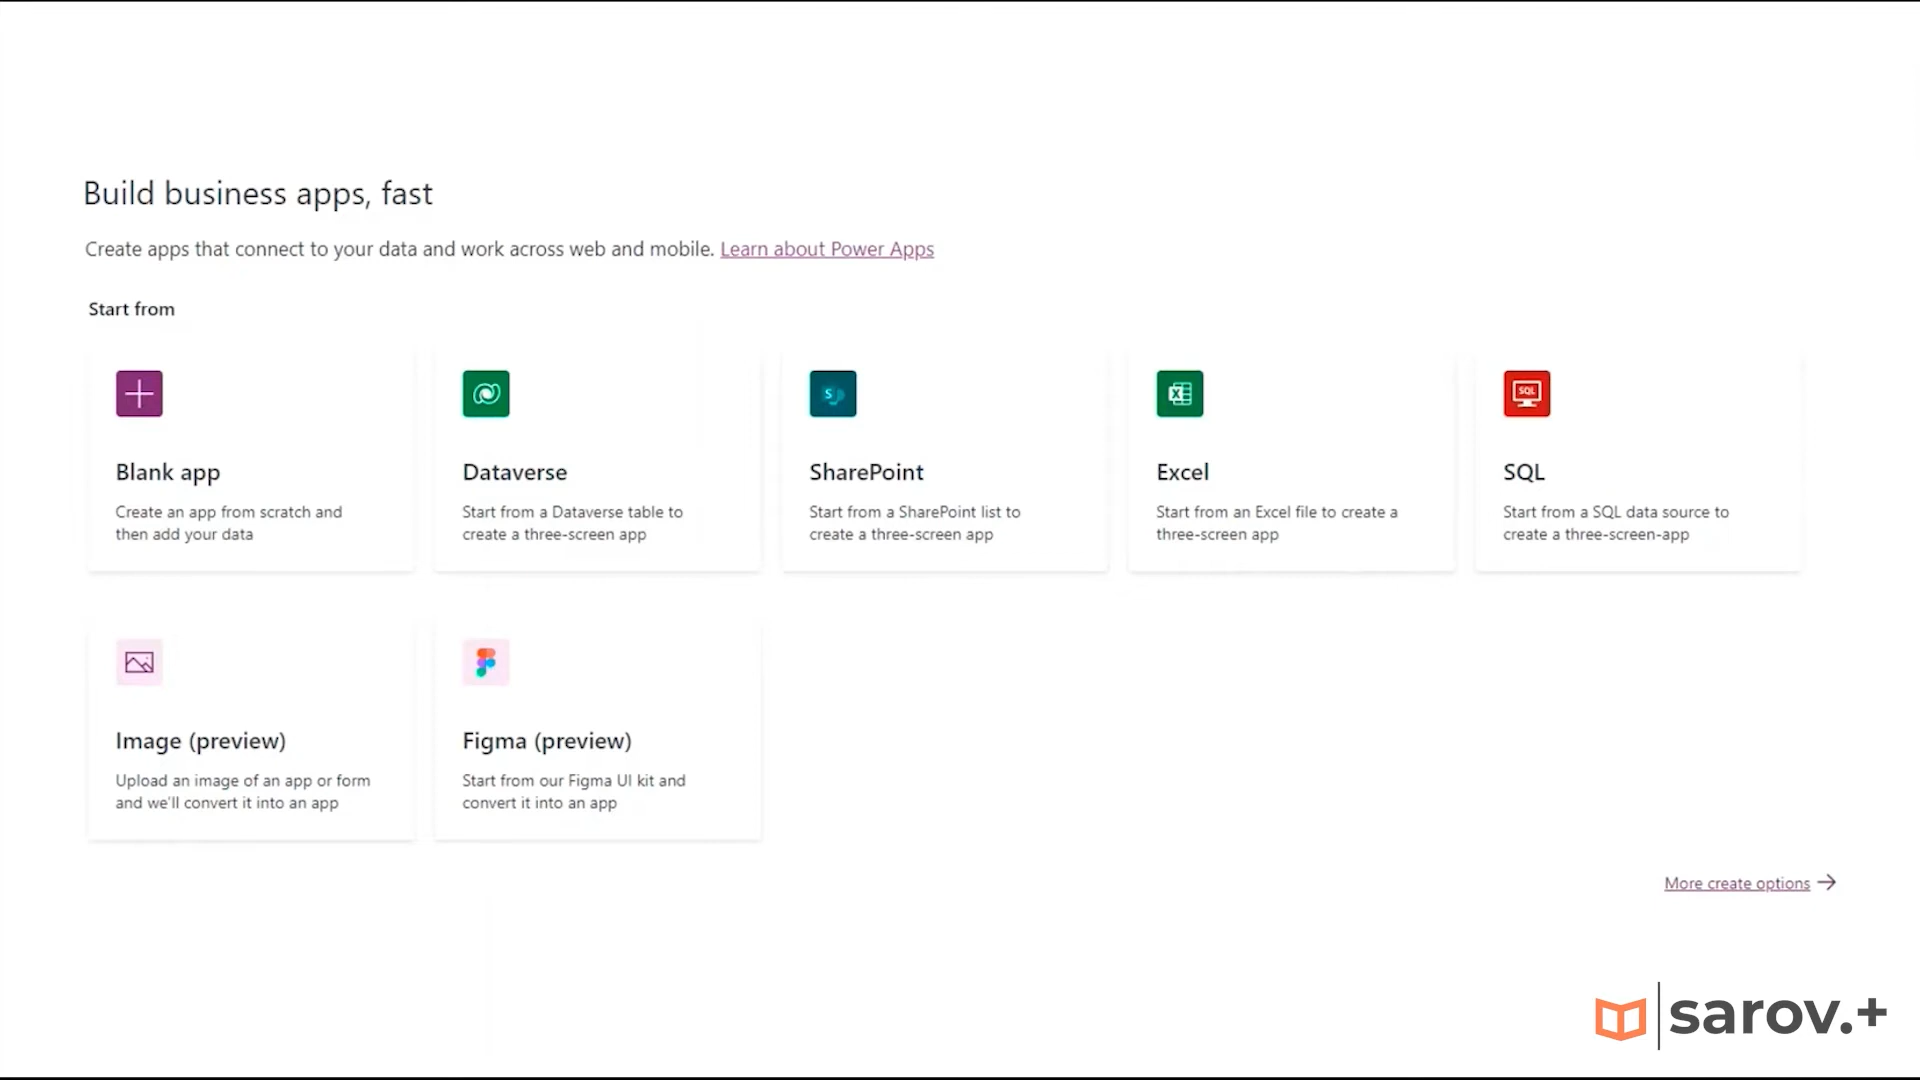 Build business apps, fast
Create apps that connect to your data and work across web and mobile. Learn about Power Apps
Start from
Blank app
Create an app from scratch and
then add your data
Dataverse
Start from a Dataverse table to
create a three-screen app
S
SharePoint
Start from a SharePoint list to
create a three-screen app
X
Excel
Start from an Excel file to create a
three-screen app
SQL
SQL
Start from a SQL data source to
create a three-screen-app
Image (preview)
Upload an image of an app or form
and we'll convert it into an app
Figma (preview)
Start from our Figma UI kit and
convert it into an app
More create options
sarov.+